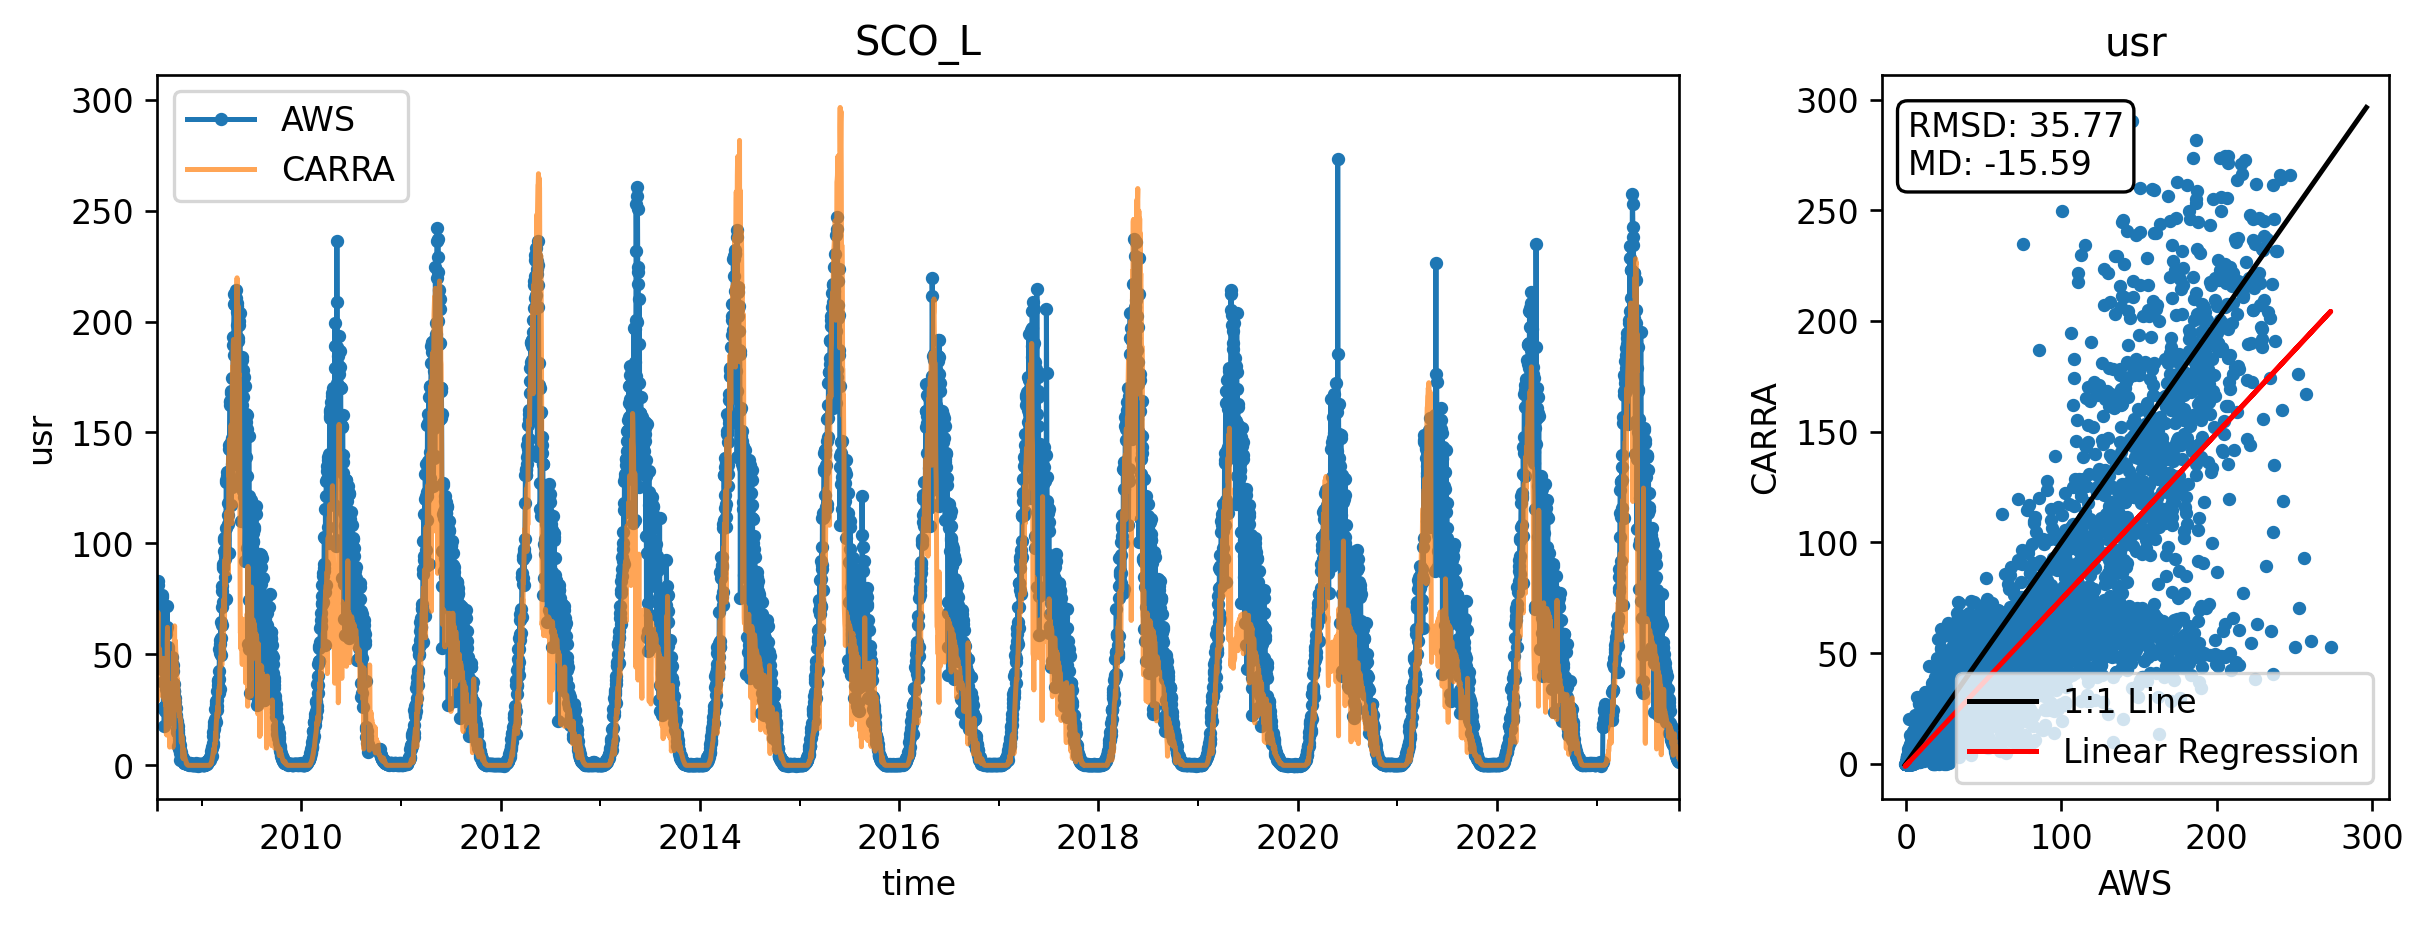 SCO_L
AWS
CARRA
usr
300
250
200
150
100
50
0
2010 2012 2014 2016 2018 2020 2022
time
usr
RMSD: 35.77
MD: -15.59
CARRA
300
250
200
150
100
50
0
1:1 Line
Linear Regression
0 100 200 300
AWS